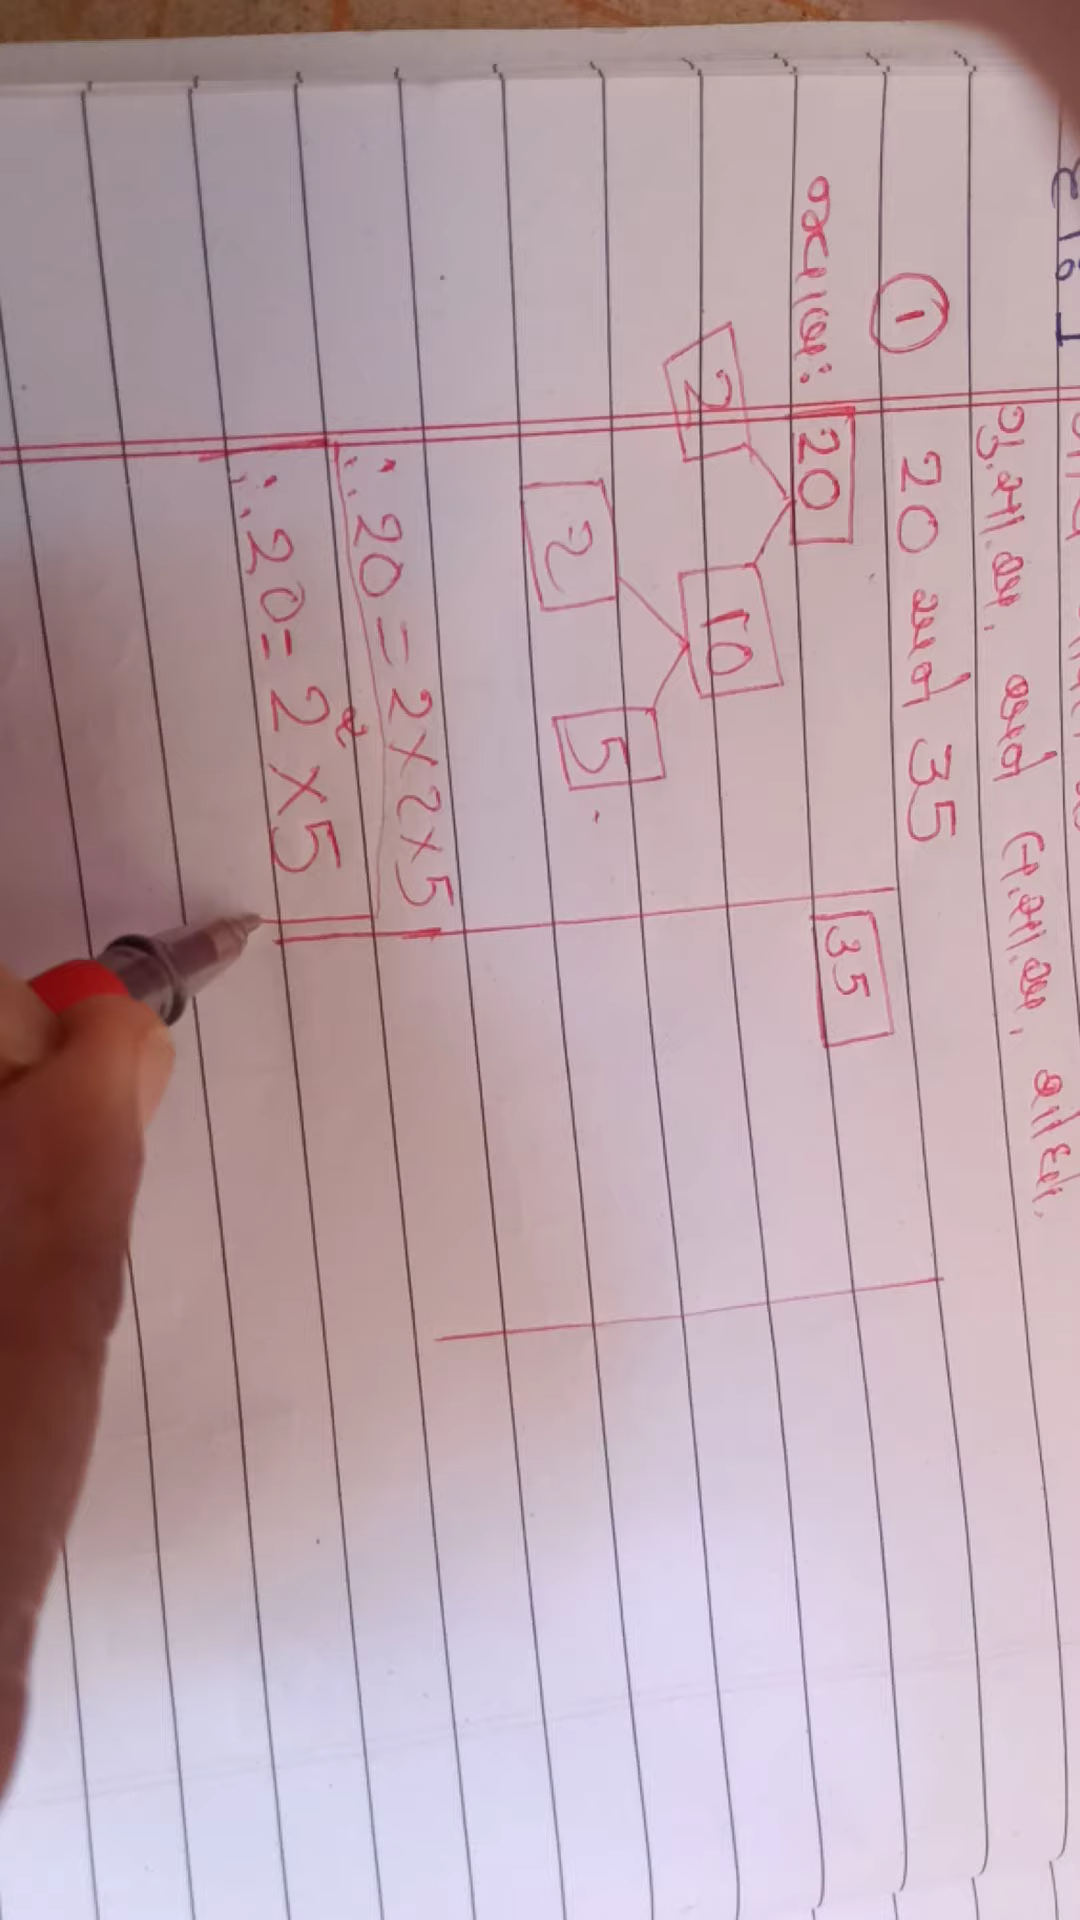 ગુ.સા.અ. અને લ.સા.અ. શોધો.
① 20 અને 35
જવાબ:
20 35
2 10
2 5
∴ 20 = 2 × 2 × 5
∴ 20 = 2² × 5